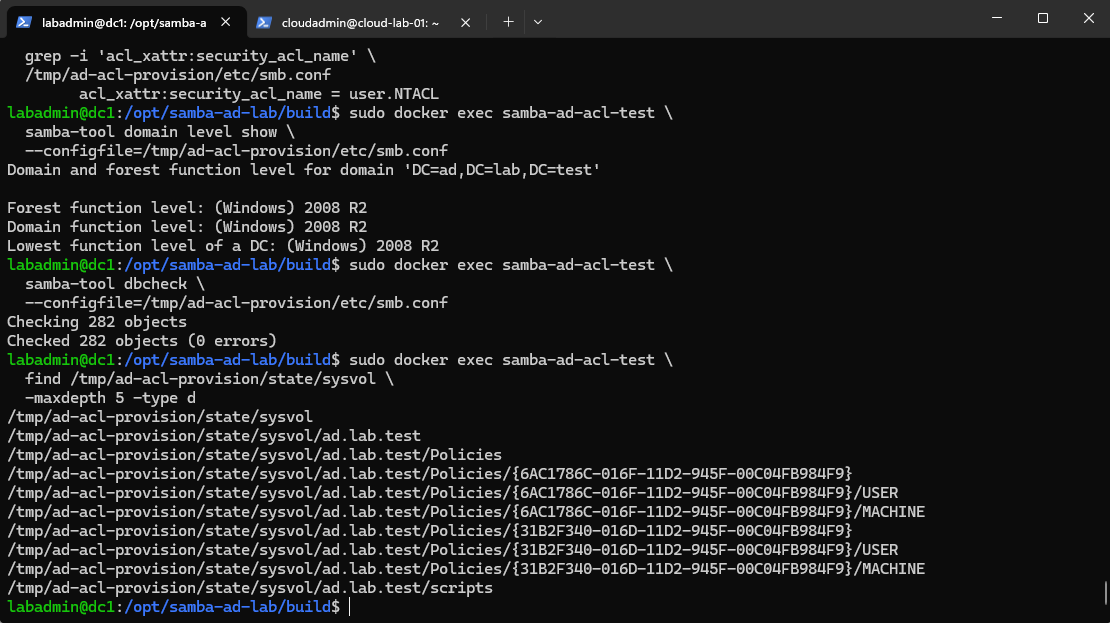 labadmin@dc1: /opt/samba-a
cloudadmin@cloud-lab-01: ~
  grep -i 'acl_xattr:security_acl_name' \
  /tmp/ad-acl-provision/etc/smb.conf
        acl_xattr:security_acl_name = user.NTACL
labadmin@dc1:/opt/samba-ad-lab/build$ sudo docker exec samba-ad-acl-test \
  samba-tool domain level show \
  --configfile=/tmp/ad-acl-provision/etc/smb.conf
Domain and forest function level for domain 'DC=ad,DC=lab,DC=test'

Forest function level: (Windows) 2008 R2
Domain function level: (Windows) 2008 R2
Lowest function level of a DC: (Windows) 2008 R2
labadmin@dc1:/opt/samba-ad-lab/build$ sudo docker exec samba-ad-acl-test \
  samba-tool dbcheck \
  --configfile=/tmp/ad-acl-provision/etc/smb.conf
Checking 282 objects
Checked 282 objects (0 errors)
labadmin@dc1:/opt/samba-ad-lab/build$ sudo docker exec samba-ad-acl-test \
  find /tmp/ad-acl-provision/state/sysvol \
  -maxdepth 5 -type d
/tmp/ad-acl-provision/state/sysvol
/tmp/ad-acl-provision/state/sysvol/ad.lab.test
/tmp/ad-acl-provision/state/sysvol/ad.lab.test/Policies
/tmp/ad-acl-provision/state/sysvol/ad.lab.test/Policies/{6AC1786C-016F-11D2-945F-00C04FB984F9}
/tmp/ad-acl-provision/state/sysvol/ad.lab.test/Policies/{6AC1786C-016F-11D2-945F-00C04FB984F9}/USER
/tmp/ad-acl-provision/state/sysvol/ad.lab.test/Policies/{6AC1786C-016F-11D2-945F-00C04FB984F9}/MACHINE
/tmp/ad-acl-provision/state/sysvol/ad.lab.test/Policies/{31B2F340-016D-11D2-945F-00C04FB984F9}
/tmp/ad-acl-provision/state/sysvol/ad.lab.test/Policies/{31B2F340-016D-11D2-945F-00C04FB984F9}/USER
/tmp/ad-acl-provision/state/sysvol/ad.lab.test/Policies/{31B2F340-016D-11D2-945F-00C04FB984F9}/MACHINE
/tmp/ad-acl-provision/state/sysvol/ad.lab.test/scripts
labadmin@dc1:/opt/samba-ad-lab/build$